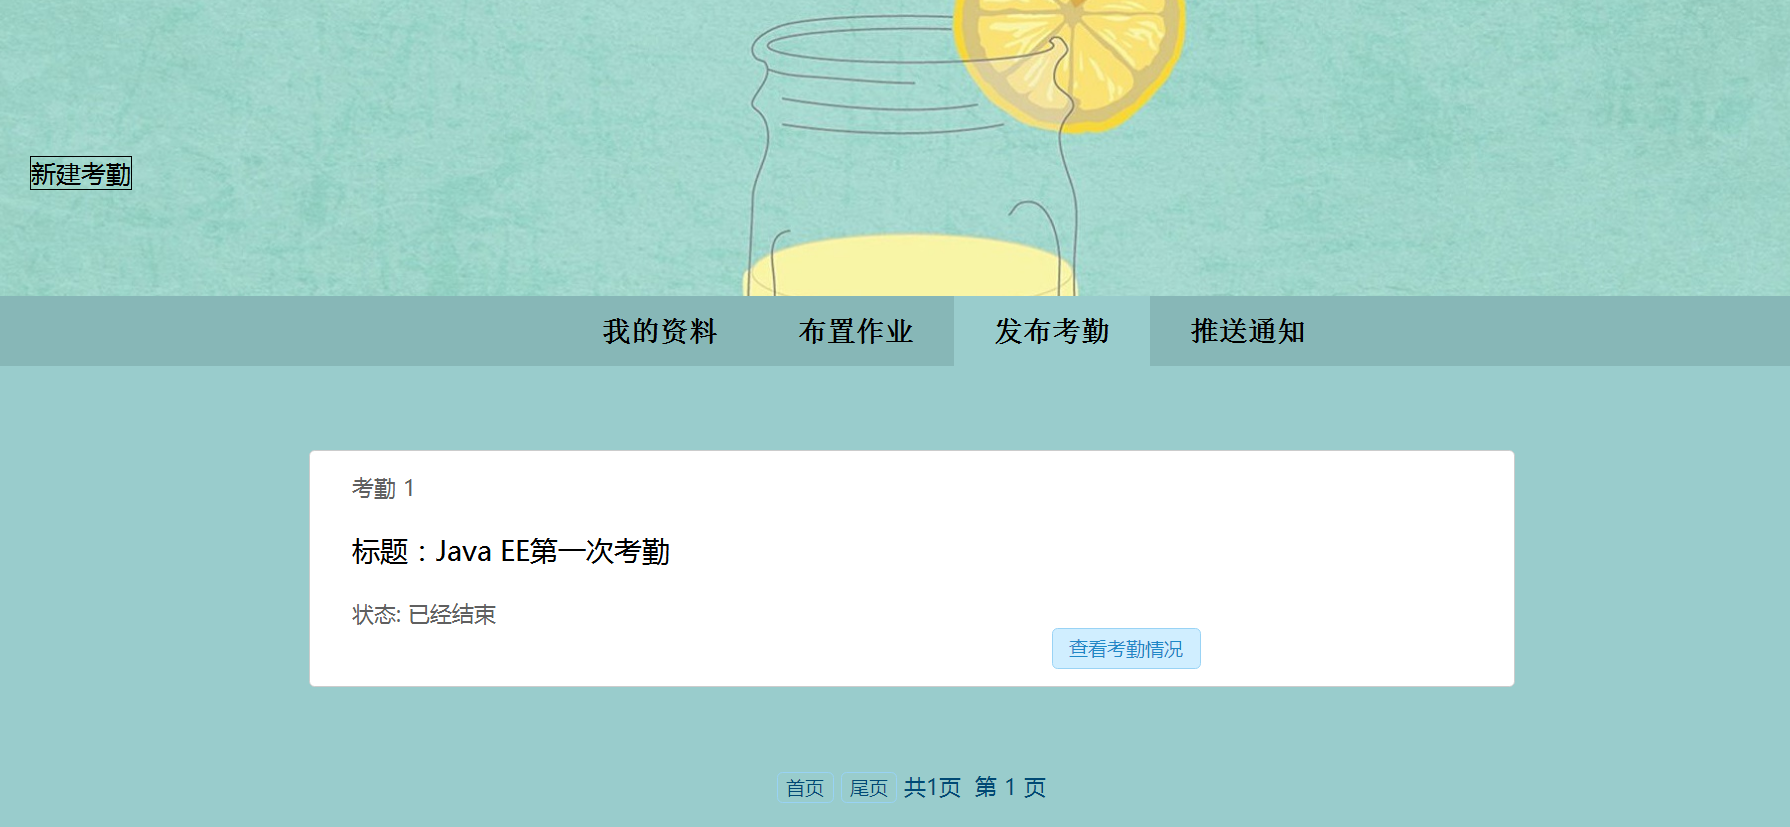 新建考勤
我的资料 布置作业 发布考勤 推送通知
考勤 1
标题：Java EE第一次考勤
状态: 已经结束
查看考勤情况
首页 尾页 共1页 第 1 页